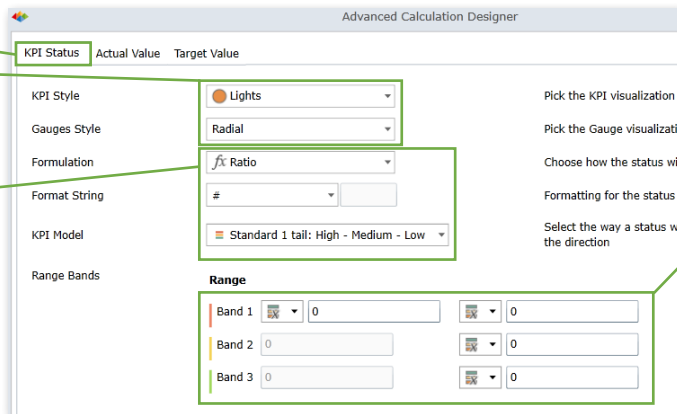 Advanced Calculation Designer
KPI Status Actual Value Target Value
KPI Style Lights Pick the KPI visualization
Gauges Style Radial Pick the Gauge
Formulation fx Ratio Choose how the status
Format String # Formatting for the status
KPI Model Standard 1 tail: High - Medium - Low Select the way a status
the direction
Range Bands Range
Band 1 0 0
Band 2 0 0
Band 3 0 0